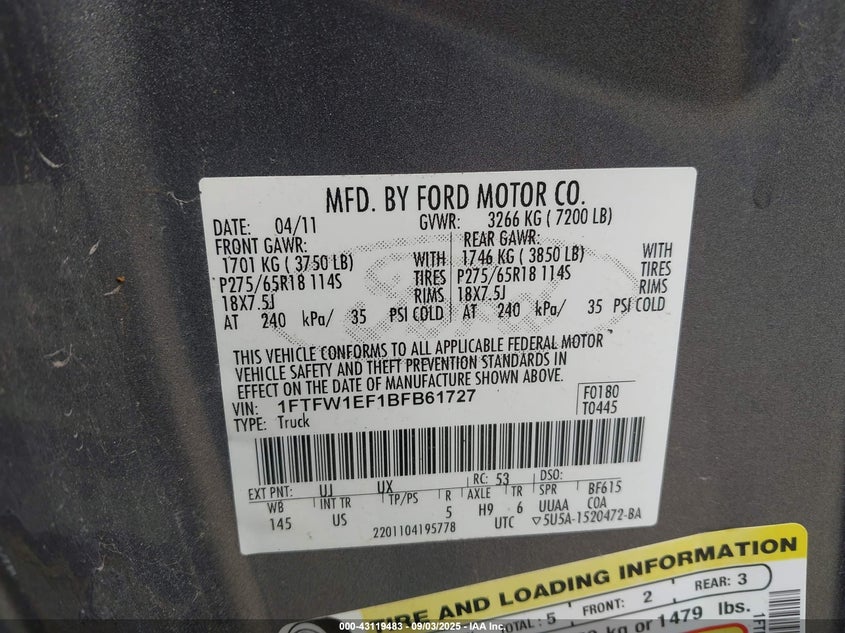 MFD. BY FORD MOTOR CO.
DATE: 04/11 GVWR: 3266 KG ( 7200 LB)
FRONT GAWR: REAR GAWR:
1701 KG ( 3750 LB) WITH 1746 KG ( 3850 LB) WITH
P275/65R18 114S TIRES P275/65R18 114S TIRES
18X7.5J RIMS 18X7.5J RIMS
AT 240 kPa/ 35 PSI COLD AT 240 kPa/ 35 PSI COLD
THIS VEHICLE CONFORMS TO ALL APPLICABLE FEDERAL MOTOR
VEHICLE SAFETY AND THEFT PREVENTION STANDARDS IN
EFFECT ON THE DATE OF MANUFACTURE SHOWN ABOVE.
VIN: 1FTFW1EF1BFB61727 F0180
TYPE: Truck T0445
EXT PNT: UJ UX RC: 53 DSO:
WB INT TR TP/PS R AXLE TR SPR BF615
145 US 5 H9 6 UUAA COA
2201104195778 UTC ▽5U5A-1520472-BA
RE AND LOADING INFORMATION
OTAL : 5 FRONT: 2 REAR: 3
kg or 1479 lbs.
1FT
000-43119483 - 09/03/2025 - IAA Inc.